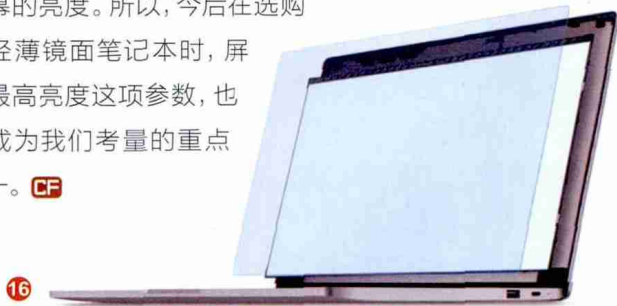 幕的亮度。所以，今后在选购
轻薄镜面笔记本时，屏
最高亮度这项参数，也
成为我们考量的重点
。CF
16